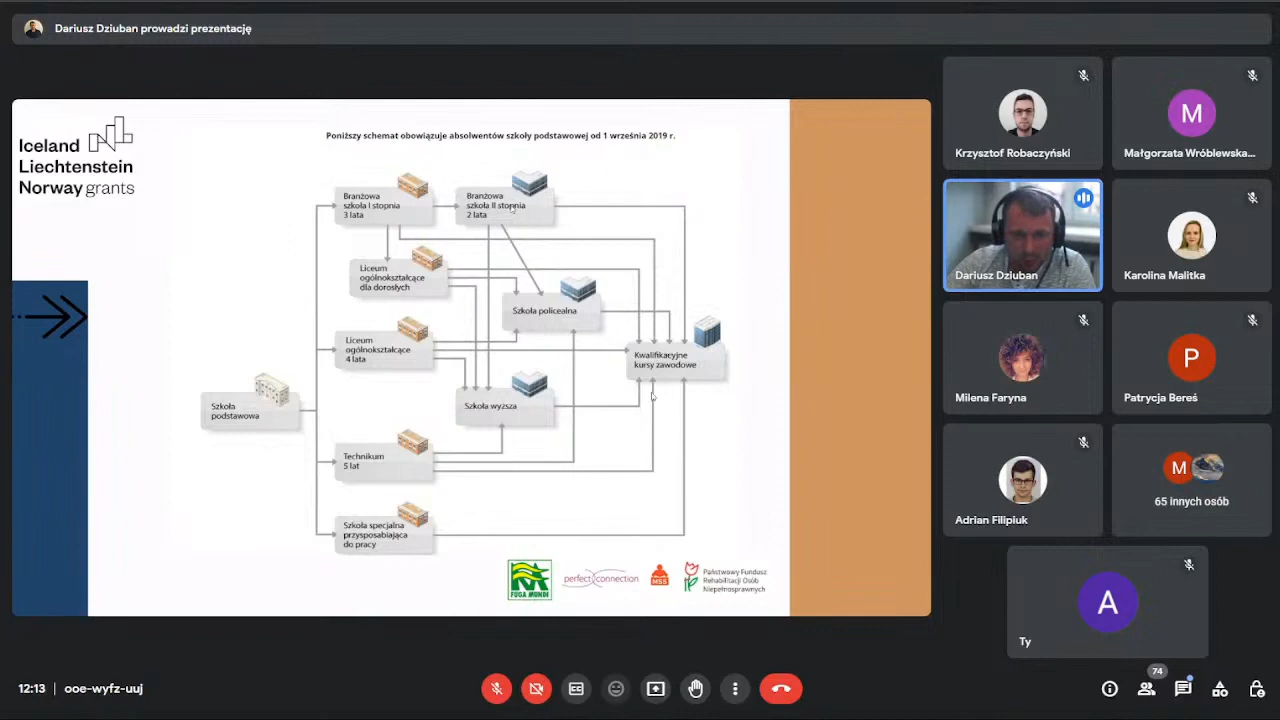 Dariusz Dziuban prowadzi prezentację
Iceland
Liechtenstein
Norway grants
Poniższy schemat obowiązuje absolwentów szkoły podstawowej od 1 września 2019 r.
Branżowa
szkoła I stopnia
3 lata
Branżowa
szkoła II stopnia
2 lata
Liceum
ogólnokształcące
dla dorosłych
Szkoła policealna
Liceum
ogólnokształcące
4 lata
Kwalifikacyjne
kursy zawodowe
Szkoła
podstawowa
Szkoła wyższa
Technikum
5 lat
Szkoła specjalna
przysposabiająca
do pracy
FUGA MUNDI
perfect connection
MSS
Państwowy Fundusz
Rehabilitacji Osób
Niepełnosprawnych
Krzysztof Robaczyński
M
Małgorzata Wróblewska...
Dariusz Dziuban
Karolina Malitka
Milena Faryna
P
Patrycja Bereś
Adrian Filipiuk
M
65 innych osób
A
Ty
12:13
ooe-wyfz-uuj
74